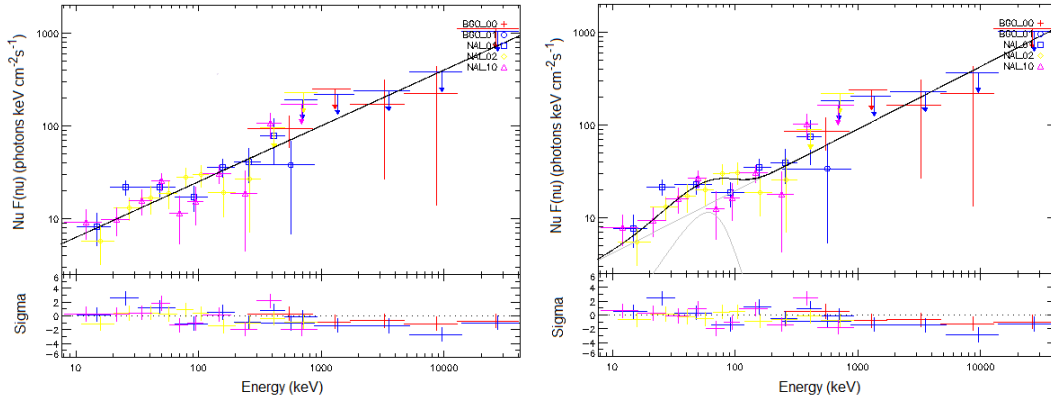 Nu F(nu) (photons keV cm⁻²s⁻¹)
1000
100
10
BGO_00
BGO_01
NAI_01
NAI_02
NAI_10
Sigma
6
4
2
0
−2
−4
−6
10
100
1000
10000
Energy (keV)
Nu F(nu) (photons keV cm⁻²s⁻¹)
1000
100
10
BGO_00
BGO_01
NAI_01
NAI_02
NAI_10
Sigma
6
4
2
0
−2
−4
−6
10
100
1000
10000
Energy (keV)